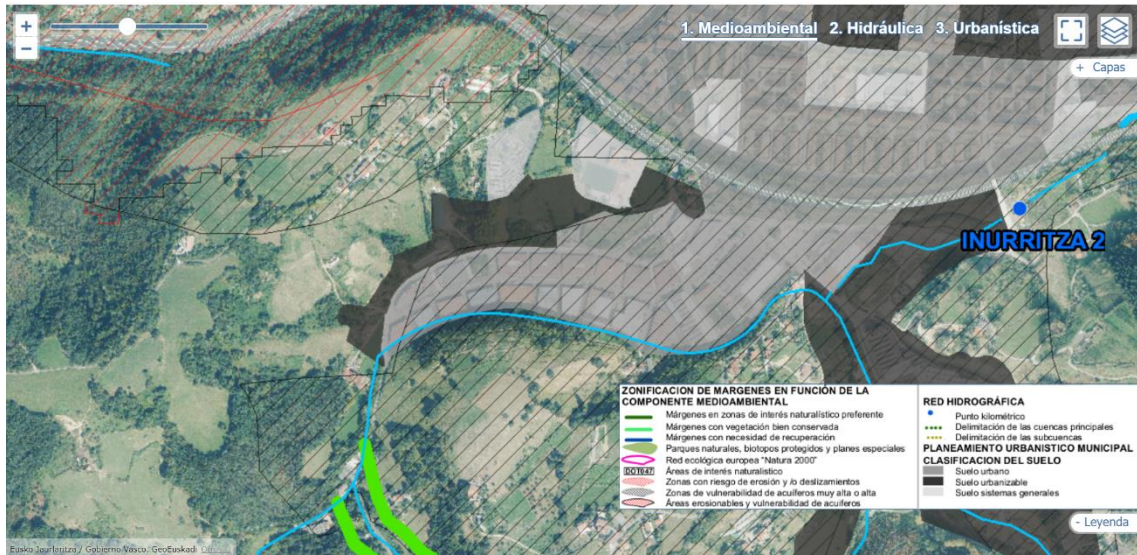 +
−
1. Medioambiental 2. Hidráulica 3. Urbanística
+ Capas
INURRITZA 2
ZONIFICACION DE MARGENES EN FUNCIÓN DE LA
COMPONENTE MEDIOAMBIENTAL
Márgenes en zonas de interés naturalístico preferente
Márgenes con vegetación bien conservada
Márgenes con necesidad de recuperación
Parques naturales, biotopos protegidos y planes especiales
Red ecológica europea "Natura 2000"
DOT047 Áreas de interés naturalístico
Zonas con riesgo de erosión y /o deslizamientos
Zonas de vulnerabilidad de acuíferos muy alta o alta
Áreas erosionables y vulnerabilidad de acuíferos
RED HIDROGRÁFICA
Punto kilométrico
Delimitación de las cuencas principales
Delimitación de las subcuencas
PLANEAMIENTO URBANISTICO MUNICIPAL
CLASIFICACION DEL SUELO
Suelo urbano
Suelo urbanizable
Suelo sistemas generales
- Leyenda
Eusko Jaurlaritza / Gobierno Vasco. GeoEuskadi